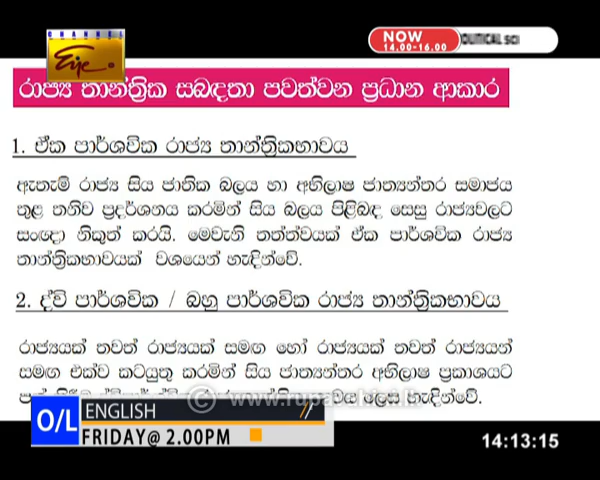 CHANNEL
Eye
NOW
14.00-16.00
POLITICAL SCI
රාජ්‍ය තාන්ත්‍රික සබඳතා පවත්වන ප්‍රධාන ආකාර
1. ඒක පාර්ශවික රාජ්‍ය තාන්ත්‍රිකභාවය
ඇතැම් රාජ්‍ය සිය ජාතික බලය හා අභිලාෂ ජාත්‍යන්තර සමාජය
තුළ තනිව ප්‍රදර්ශනය කරමින් සිය බලය පිළිබඳ සෙසු රාජ්‍යවලට
සංඥා නිකුත් කරයි. මෙවැනි තත්ත්වයක් ඒක පාර්ශවික රාජ්‍ය
තාන්ත්‍රිකභාවයක් වශයෙන් හැඳින්වේ.
2. ද්වි පාර්ශවික / බහු පාර්ශවික රාජ්‍ය තාන්ත්‍රිකභාවය
රාජ්‍යයක් තවත් රාජ්‍යයක් සමඟ හෝ රාජ්‍යයක් තවත් රාජ්‍යයන්
සමඟ එක්ව කටයුතු කරමින් සිය ජාත්‍යන්තර අභිලාෂ ප්‍රකාශයට
ලෙස හැඳින්වේ.
O/L ENGLISH
FRIDAY@ 2.00PM
14:13:15